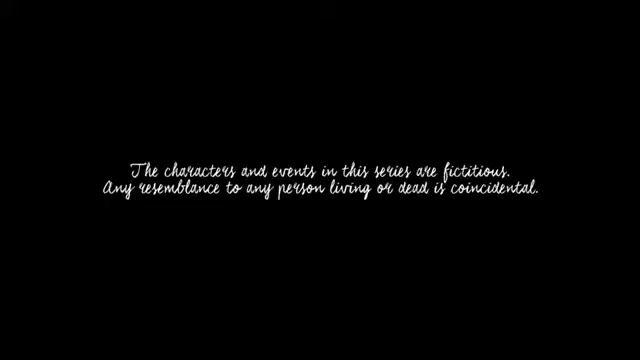 The characters and events in this series are fictitious.
Any resemblance to any person living or dead is coincidental.